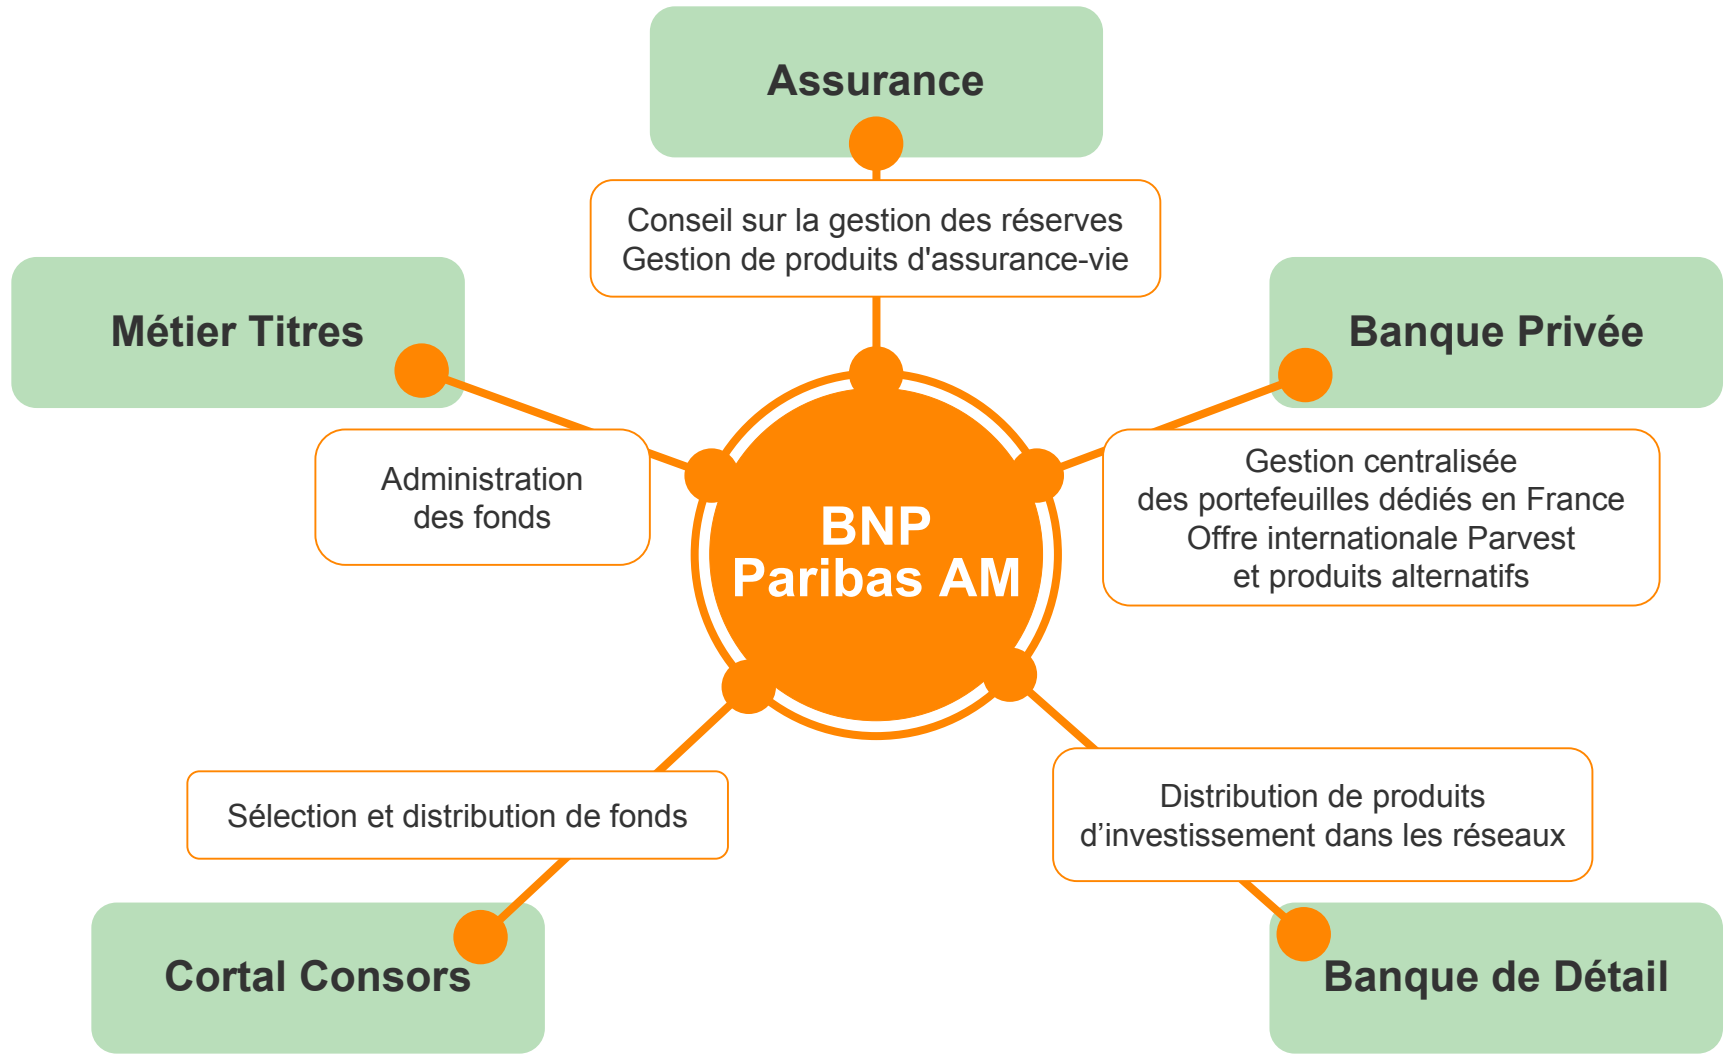 Assurance
Conseil sur la gestion des réserves
Gestion de produits d'assurance-vie
Métier Titres
Banque Privée
Administration
des fonds
Gestion centralisée
des portefeuilles dédiés en France
Offre internationale Parvest
et produits alternatifs
BNP
Paribas AM
Sélection et distribution de fonds
Distribution de produits
d’investissement dans les réseaux
Cortal Consors
Banque de Détail